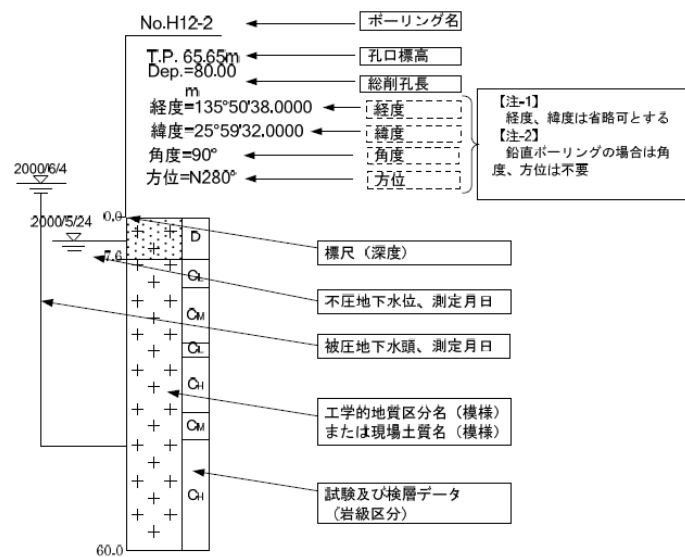 No.H12-2
ボーリング名
T.P. 65.65m
孔口標高
Dep.=80.00
m
総削孔長
経度=135°50'38.0000
経度
緯度=25°59'32.0000
緯度
角度=90°
角度
方位=N280°
方位
【注-1】
経度、緯度は省略可とする
【注-2】
鉛直ボーリングの場合は角
度、方位は不要
2000/6/4
2000/5/24
0.0
7.6
D
CL
CM
CL
CH
CM
CH
60.0
標尺（深度）
不圧地下水位、測定月日
被圧地下水頭、測定月日
工学的地質区分名（模様）
または現場土質名（模様）
試験及び検層データ
（岩級区分）